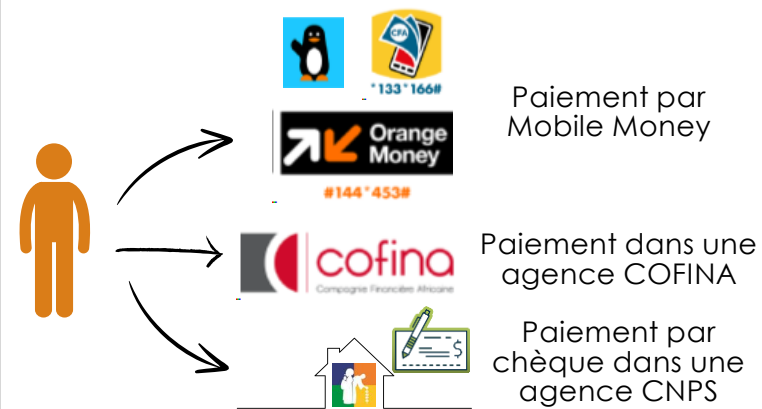 CFA
*133*166#
Paiement par
Mobile Money
Orange
Money
#144*453#
cofina
Compagnie Financière Africaine
Paiement dans une
agence COFINA
$
Paiement par
chèque dans une
agence CNPS